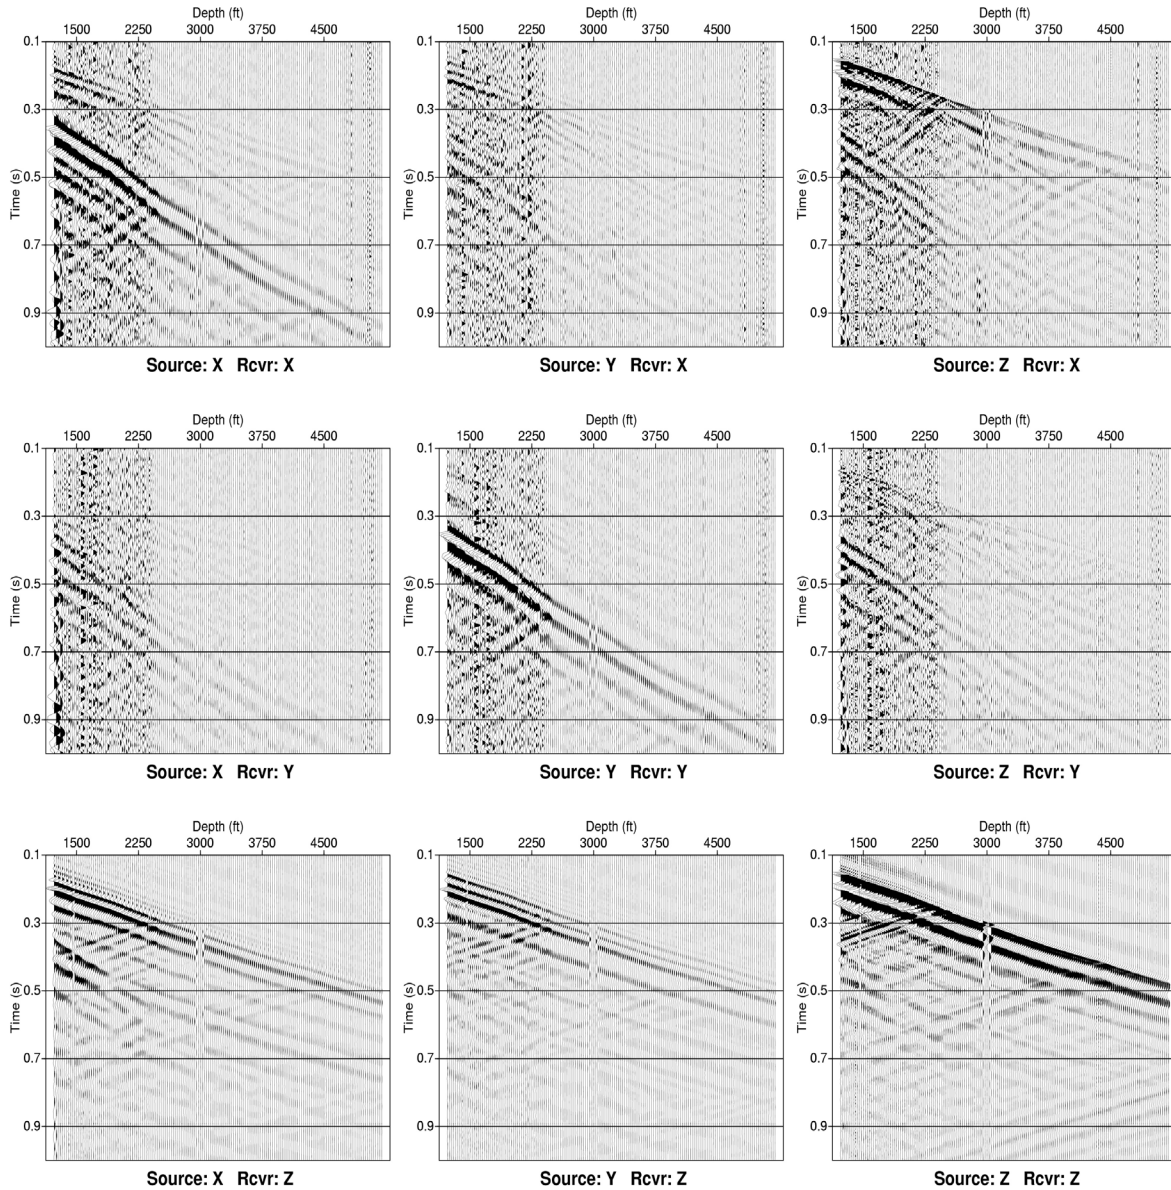 Depth (ft) Depth (ft) Depth (ft)
1500 2250 3000 3750 4500 1500 2250 3000 3750 4500 1500 2250 3000 3750 4500
0.1 0.1 0.1
0.3 0.3 0.3
0.5 0.5 0.5
0.7 0.7 0.7
0.9 0.9 0.9
Time (s) Time (s) Time (s)
Source: X Rcvr: X Source: Y Rcvr: X Source: Z Rcvr: X
Depth (ft) Depth (ft) Depth (ft)
1500 2250 3000 3750 4500 1500 2250 3000 3750 4500 1500 2250 3000 3750 4500
0.1 0.1 0.1
0.3 0.3 0.3
0.5 0.5 0.5
0.7 0.7 0.7
0.9 0.9 0.9
Time (s) Time (s) Time (s)
Source: X Rcvr: Y Source: Y Rcvr: Y Source: Z Rcvr: Y
Depth (ft) Depth (ft) Depth (ft)
1500 2250 3000 3750 4500 1500 2250 3000 3750 4500 1500 2250 3000 3750 4500
0.1 0.1 0.1
0.3 0.3 0.3
0.5 0.5 0.5
0.7 0.7 0.7
0.9 0.9 0.9
Time (s) Time (s) Time (s)
Source: X Rcvr: Z Source: Y Rcvr: Z Source: Z Rcvr: Z